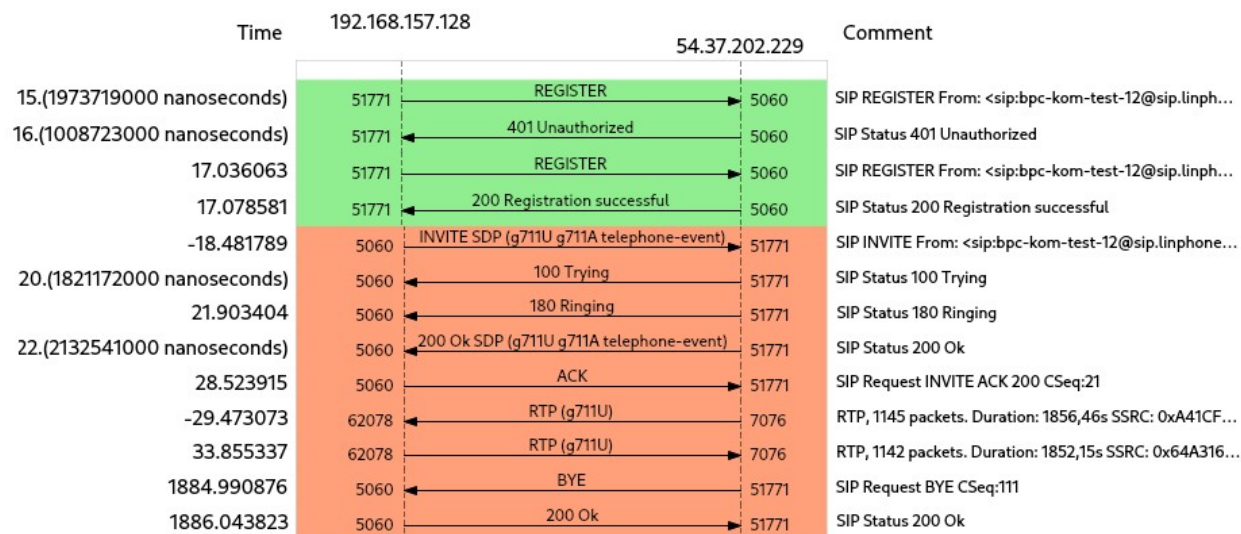 Time 192.168.157.128 54.37.202.229 Comment
15.(1973719000 nanoseconds) 51771 REGISTER 5060 SIP REGISTER From: <sip:bpc-kom-test-12@sip.linph...
16.(1008723000 nanoseconds) 51771 401 Unauthorized 5060 SIP Status 401 Unauthorized
17.036063 51771 REGISTER 5060 SIP REGISTER From: <sip:bpc-kom-test-12@sip.linph...
17.078581 51771 200 Registration successful 5060 SIP Status 200 Registration successful
-18.481789 5060 INVITE SDP (g711U g711A telephone-event) 51771 SIP INVITE From: <sip:bpc-kom-test-12@sip.linphone...
20.(1821172000 nanoseconds) 5060 100 Trying 51771 SIP Status 100 Trying
21.903404 5060 180 Ringing 51771 SIP Status 180 Ringing
22.(2132541000 nanoseconds) 5060 200 Ok SDP (g711U g711A telephone-event) 51771 SIP Status 200 Ok
28.523915 5060 ACK 51771 SIP Request INVITE ACK 200 CSeq:21
-29.473073 62078 RTP (g711U) 7076 RTP, 1145 packets. Duration: 1856,46s SSRC: 0xA41CF...
33.855337 62078 RTP (g711U) 7076 RTP, 1142 packets. Duration: 1852,15s SSRC: 0x64A316...
1884.990876 5060 BYE 51771 SIP Request BYE CSeq:111
1886.043823 5060 200 Ok 51771 SIP Status 200 Ok